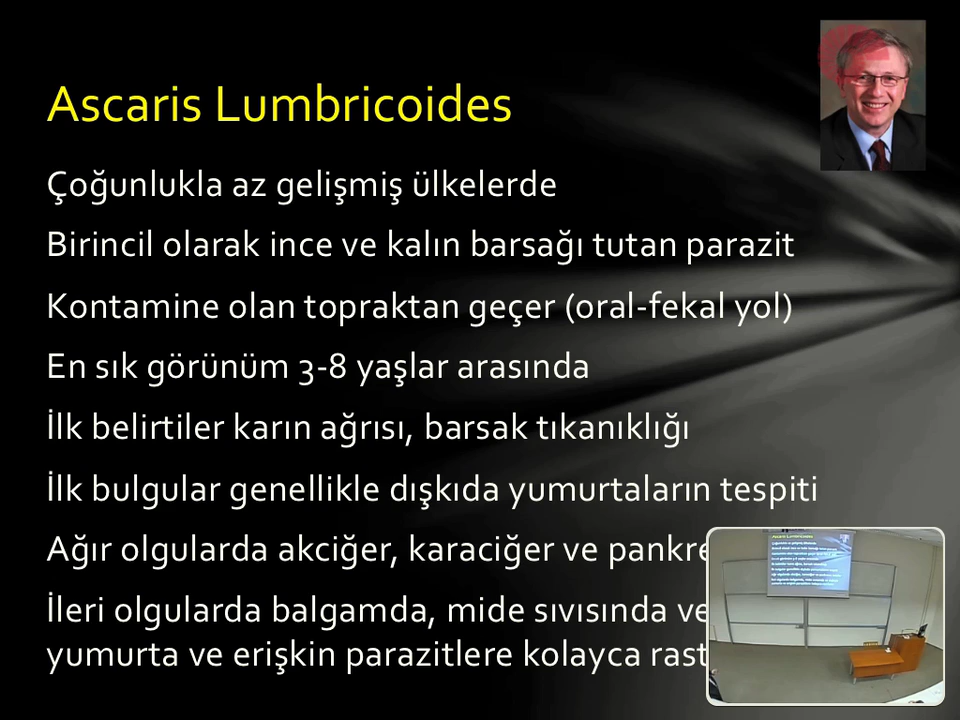 Ascaris Lumbricoides
Çoğunlukla az gelişmiş ülkelerde
Birincil olarak ince ve kalın barsağı tutan parazit
Kontamine olan topraktan geçer (oral-fekal yol)
En sık görünüm 3-8 yaşlar arasında
İlk belirtiler karın ağrısı, barsak tıkanıklığı
İlk bulgular genellikle dışkıda yumurtaların tespiti
Ağır olgularda akciğer, karaciğer ve pankre
İleri olgularda balgamda, mide sıvısında ve
yumurta ve erişkin parazitlere kolayca rast
Ascaris Lumbricoides